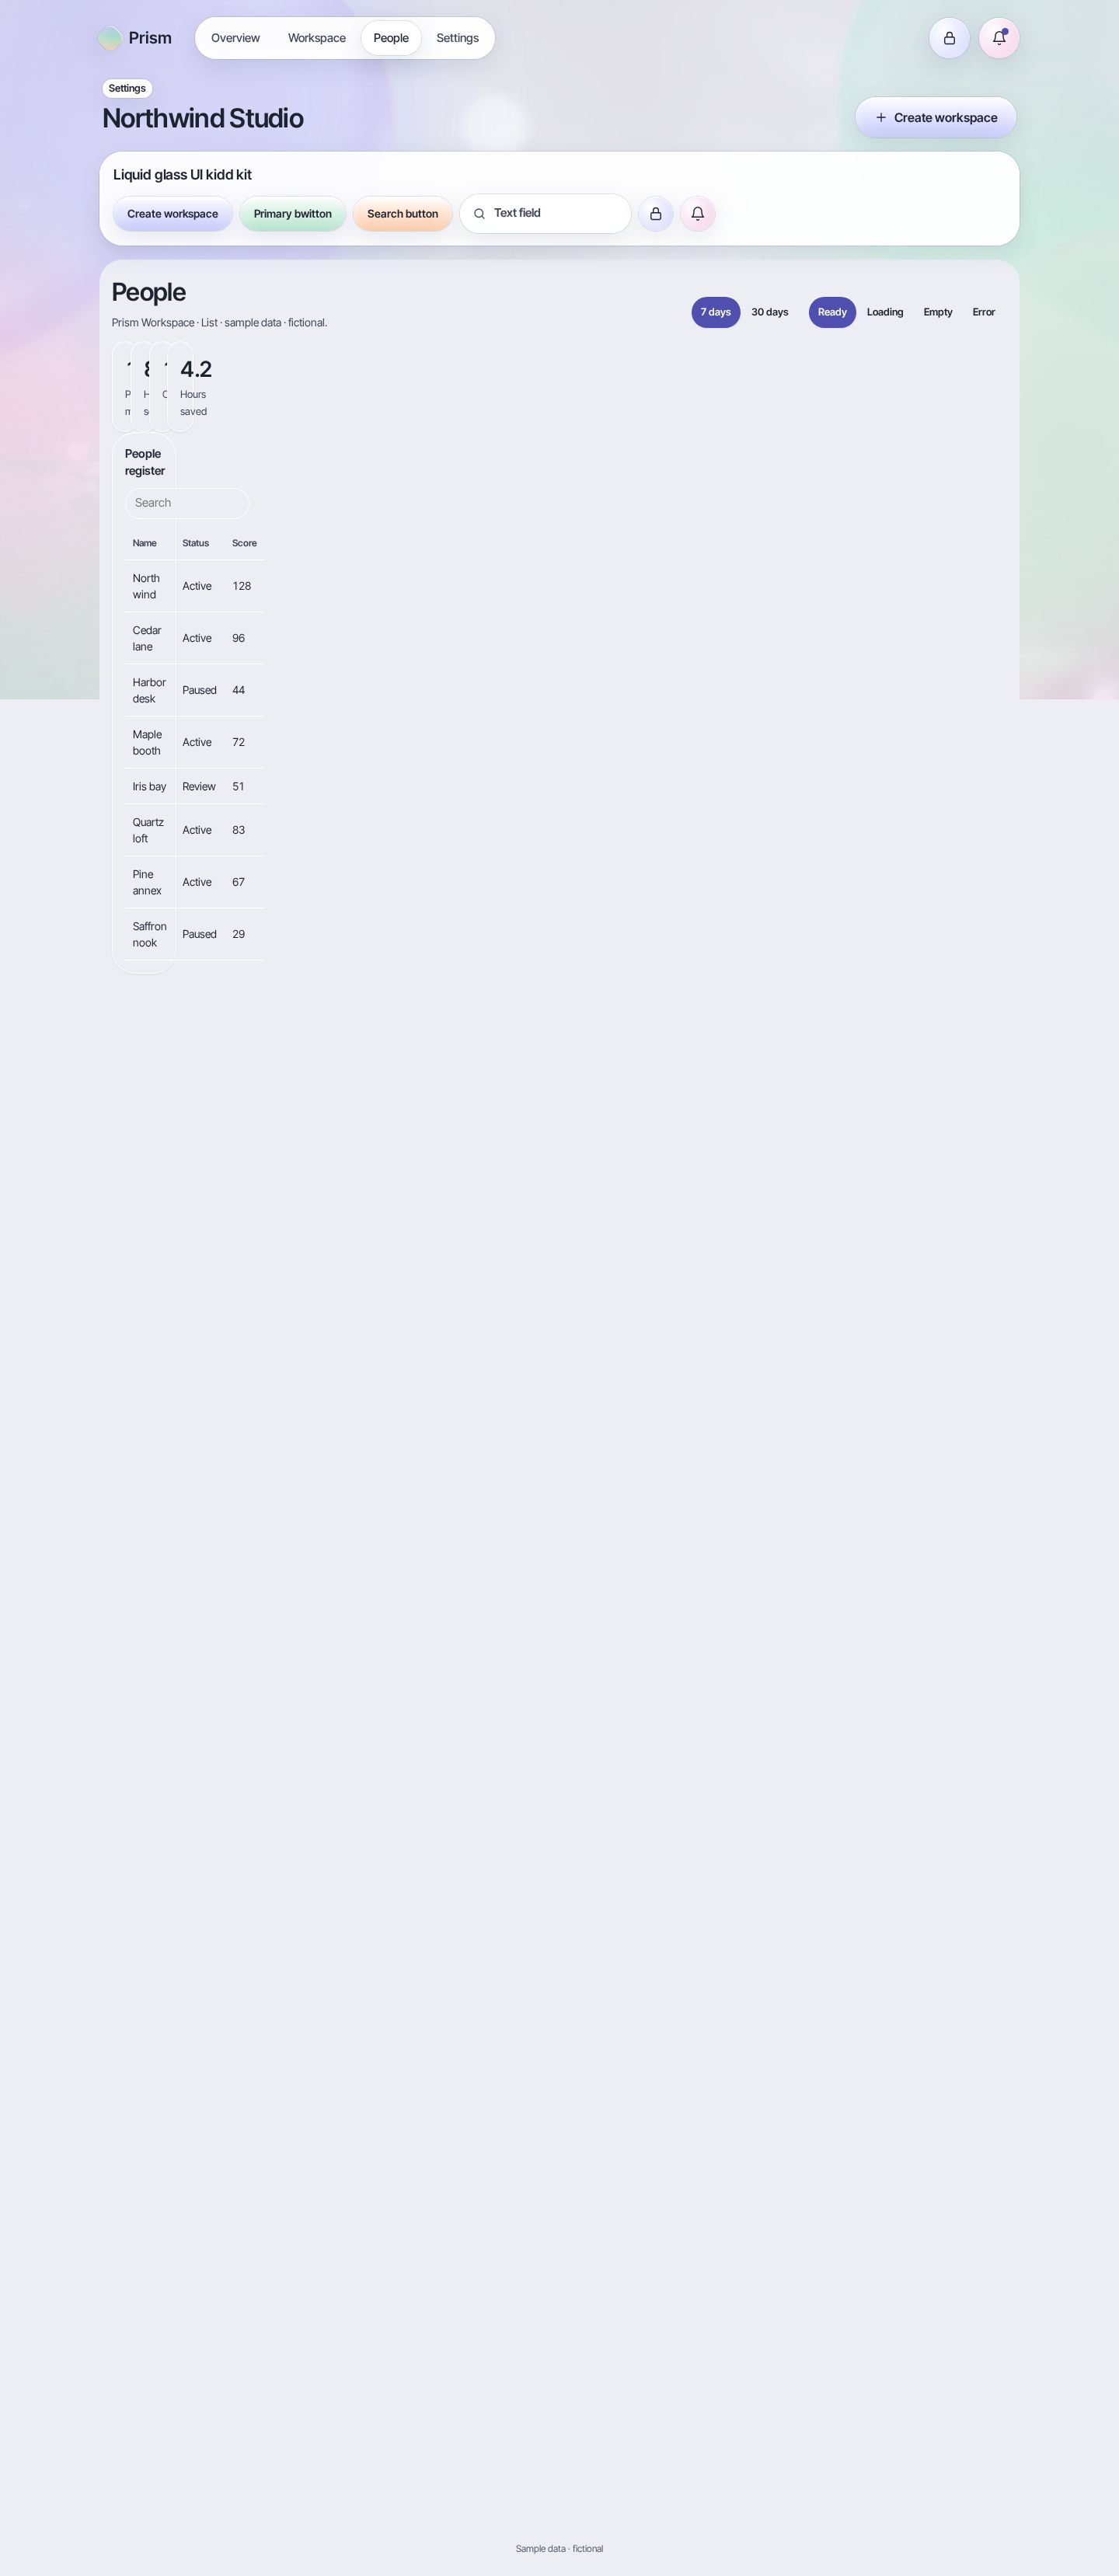 Prism
Overview
Workspace
People
Settings
Settings
Northwind Studio
Create workspace
Liquid glass UI kidd kit
Create workspace
Primary bwitton
Search button
Text field
People
Prism Workspace · List · sample data · fictional.
7 days
30 days
Ready
Loading
Empty
Error
4.2
Hours
saved
People
register
Search
Name Status Score
North
wind
Active 128
Cedar
lane
Active 96
Harbor
desk
Paused 44
Maple
booth
Active 72
Iris bay Review 51
Quartz
loft
Active 83
Pine
annex
Active 67
Saffron
nook
Paused 29
Sample data · fictional